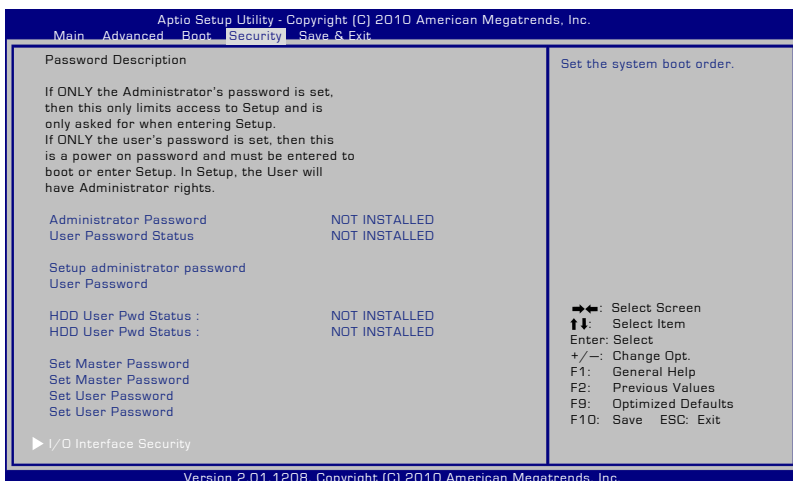 Aptio Setup Utility - Copyright (C) 2010 American Megatrends, Inc.
Main Advanced Boot Security Save & Exit
Password Description
If ONLY the Administrator's password is set,
then this only limits access to Setup and is
only asked for when entering Setup.
If ONLY the user's password is set, then this
is a power on password and must be entered to
boot or enter Setup. In Setup, the User will
have Administrator rights.
Administrator Password NOT INSTALLED
User Password Status NOT INSTALLED
Setup administrator password
User Password
HDD User Pwd Status : NOT INSTALLED
HDD User Pwd Status : NOT INSTALLED
Set Master Password
Set Master Password
Set User Password
Set User Password
I/O Interface Security
Set the system boot order.
→←: Select Screen
↑↓: Select Item
Enter: Select
+/—: Change Opt.
F1: General Help
F2: Previous Values
F9: Optimized Defaults
F10: Save ESC: Exit
Version 2.01.1208. Copyright (C) 2010 American Megatrends, Inc.